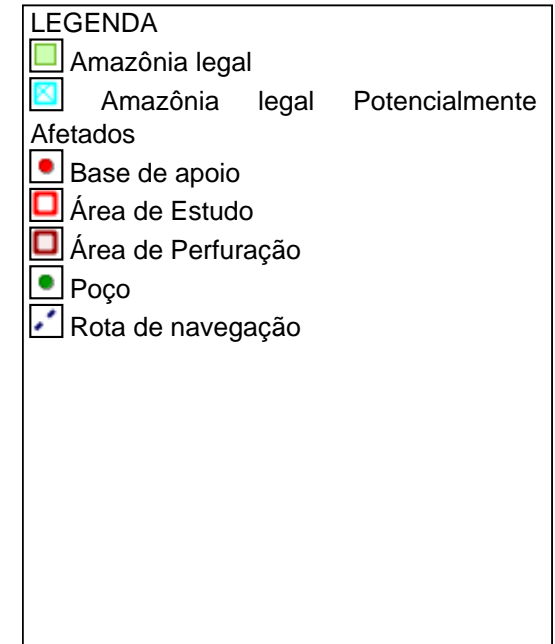 LEGENDA
Amazônia legal
Amazônia legal Potencialmente
Afetados
Base de apoio
Área de Estudo
Área de Perfuração
Poço
Rota de navegação